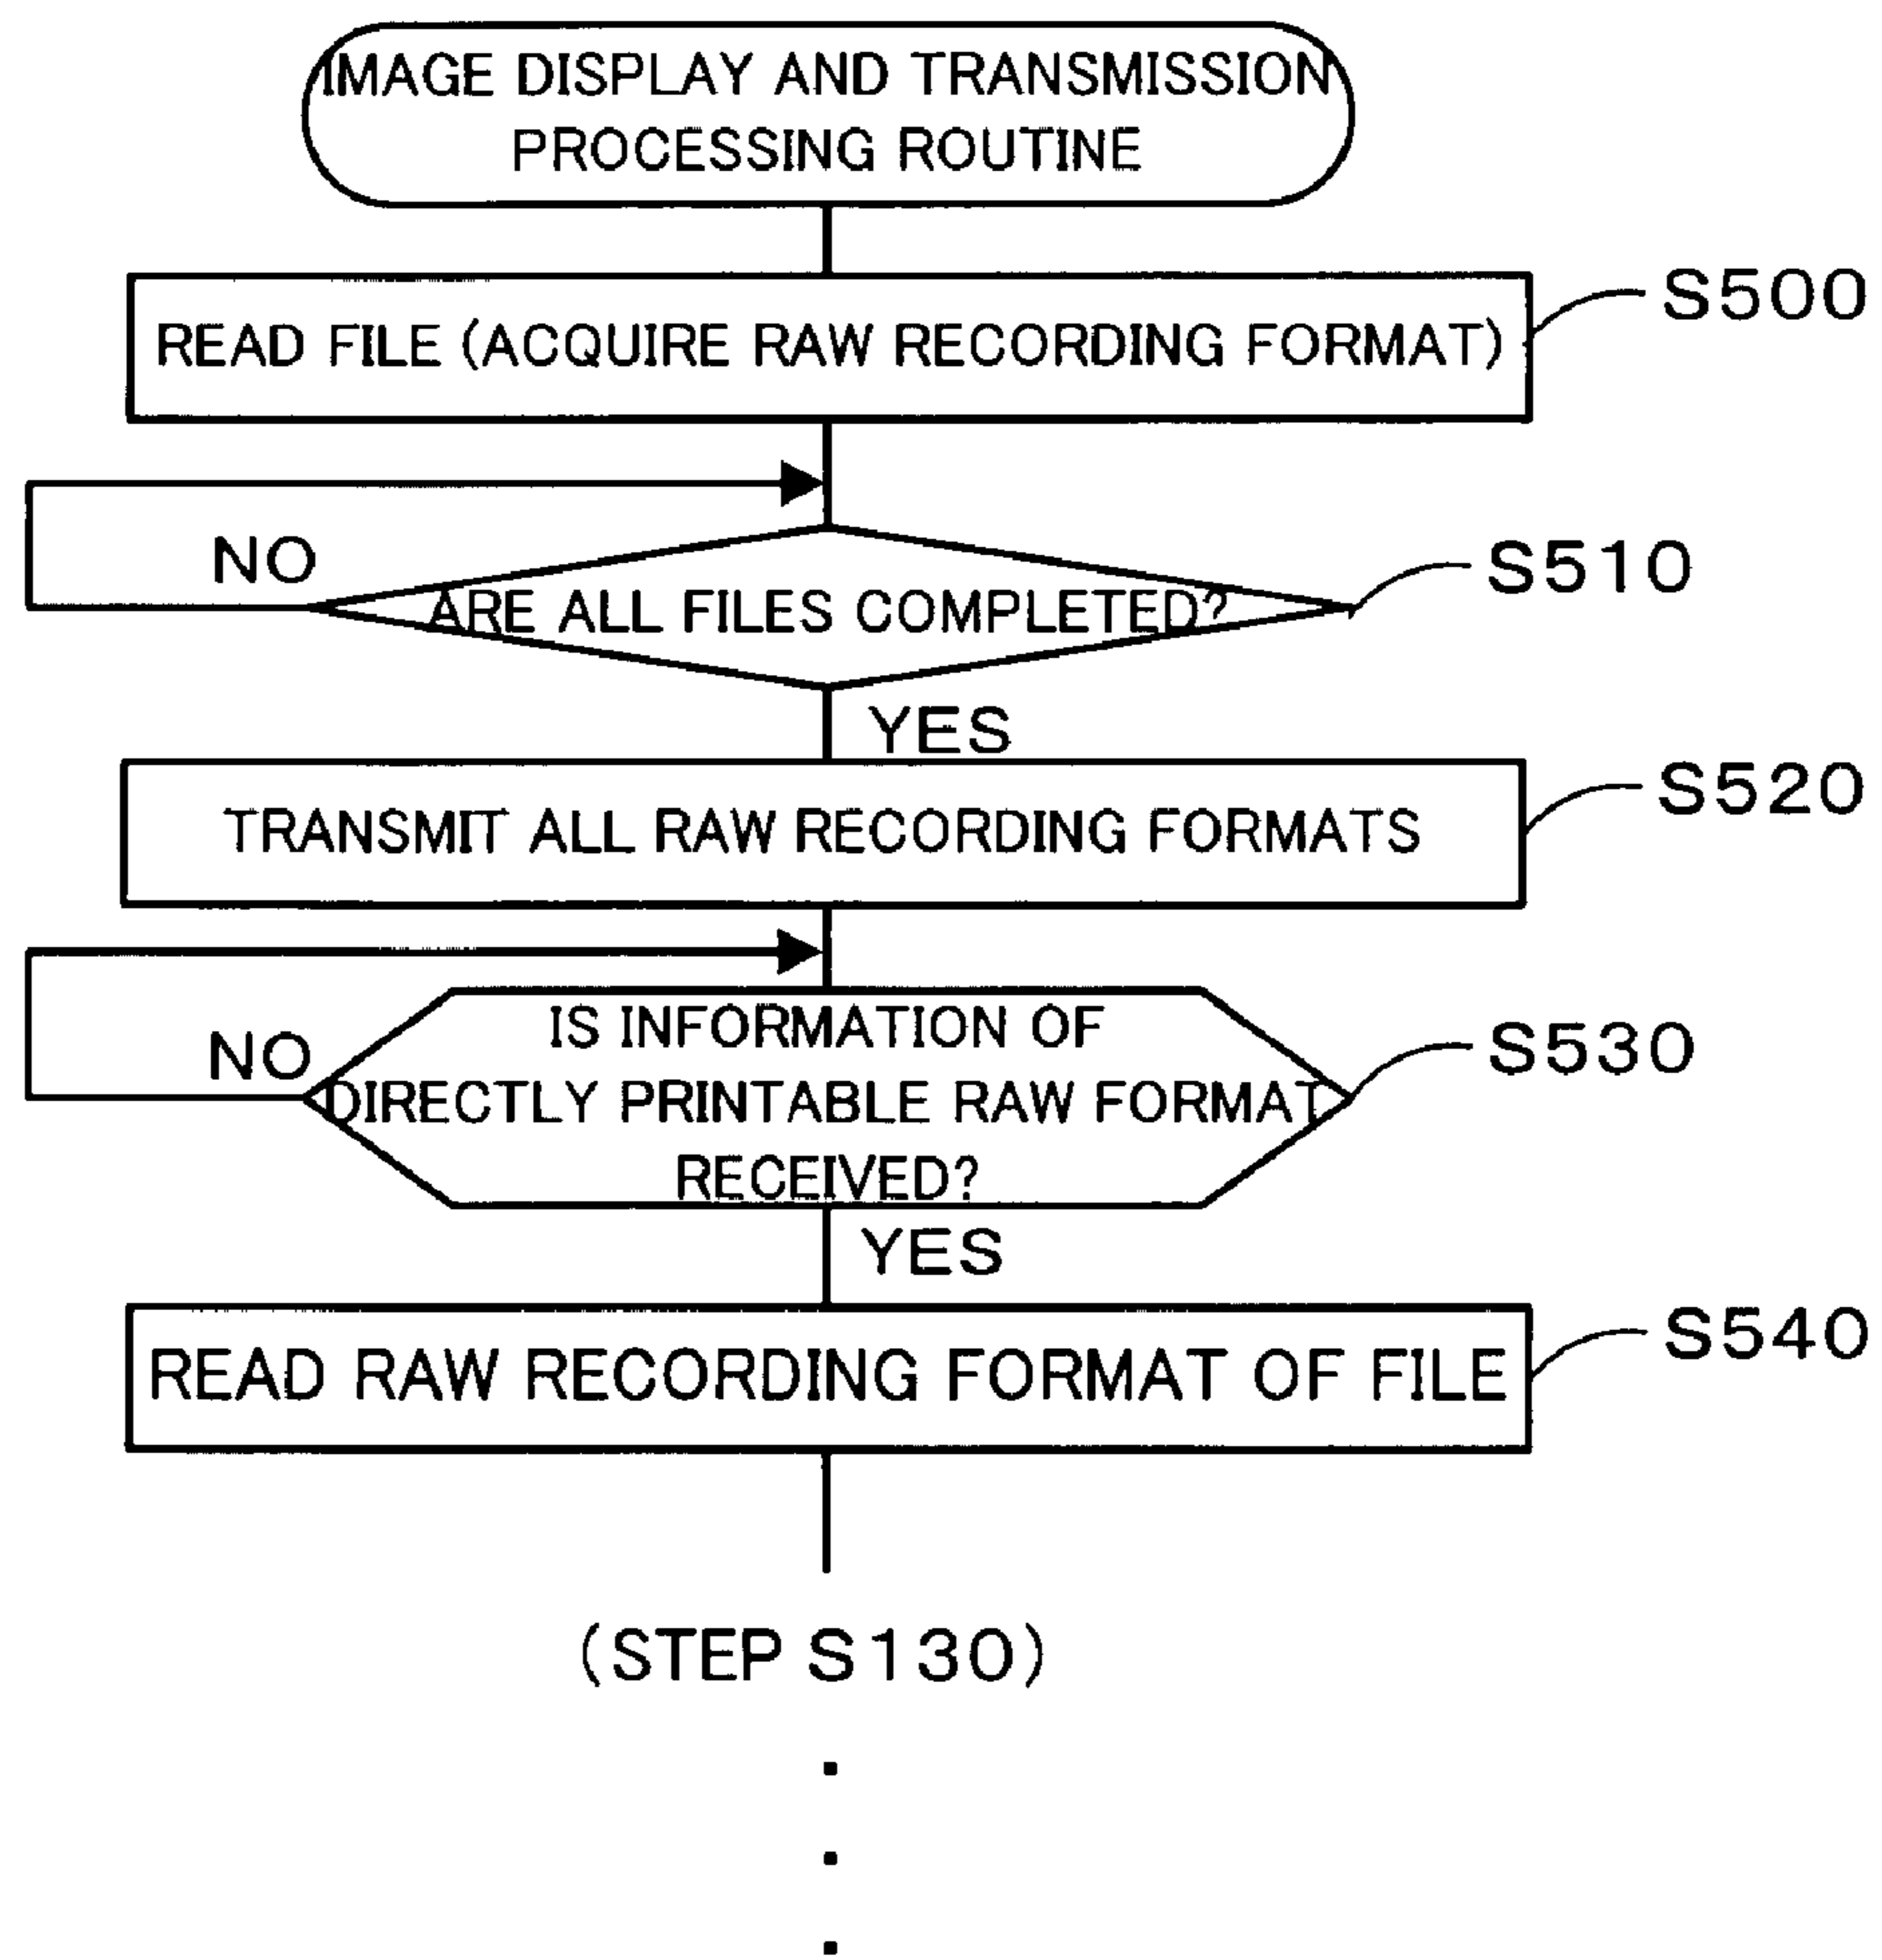 IMAGE DISPLAY AND TRANSMISSION
PROCESSING ROUTINE
READ FILE (ACQUIRE RAW RECORDING FORMAT)
S500
NO
ARE ALL FILES COMPLETED?
S510
YES
TRANSMIT ALL RAW RECORDING FORMATS
S520
NO
IS INFORMATION OF
DIRECTLY PRINTABLE RAW FORMAT
RECEIVED?
S530
YES
READ RAW RECORDING FORMAT OF FILE
S540
(STEP S130)